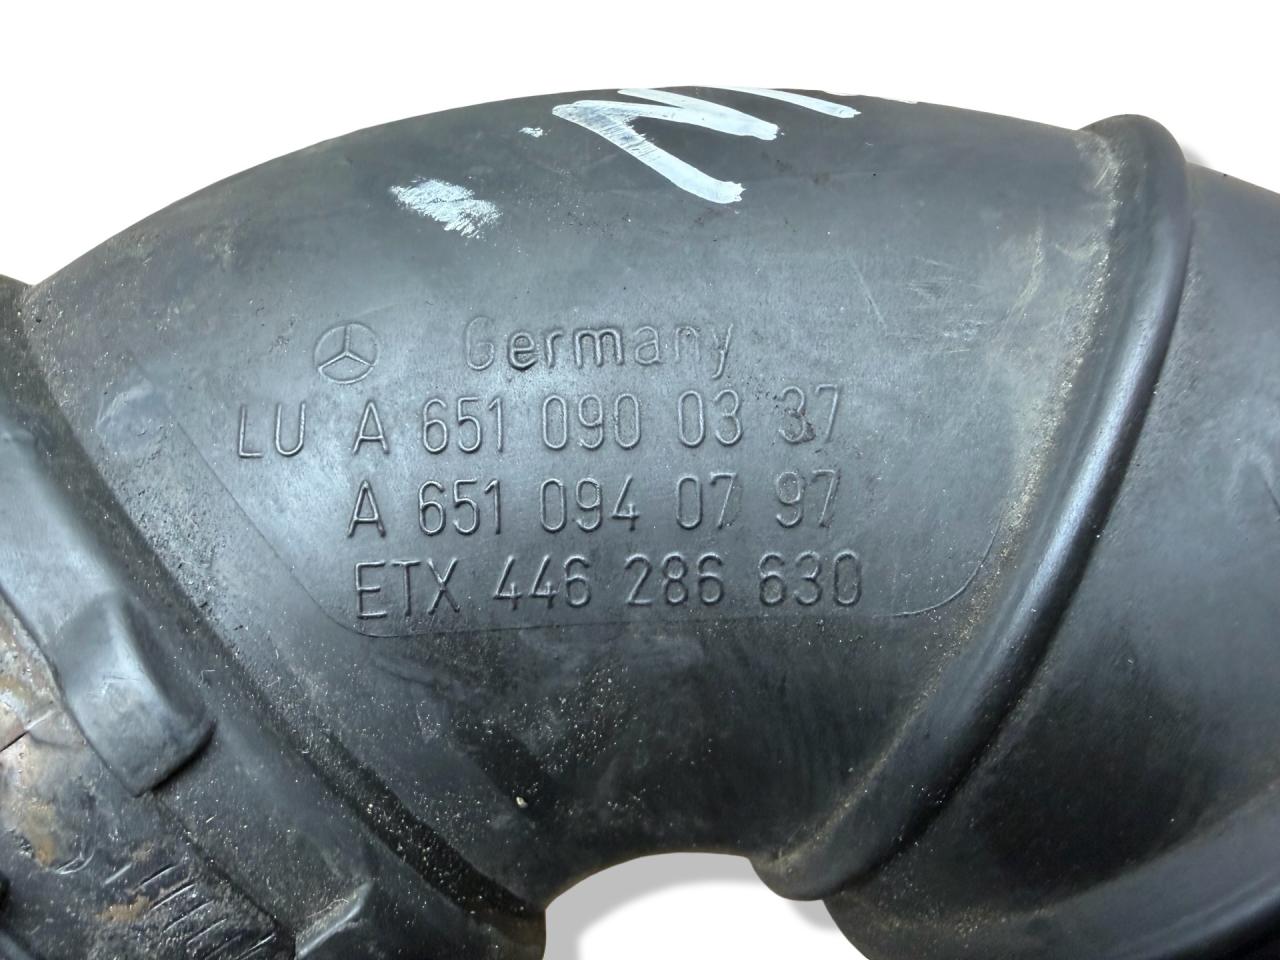 Germany
LU A 651 090 03 37
A 651 094 07 97
ETX 446 286 630